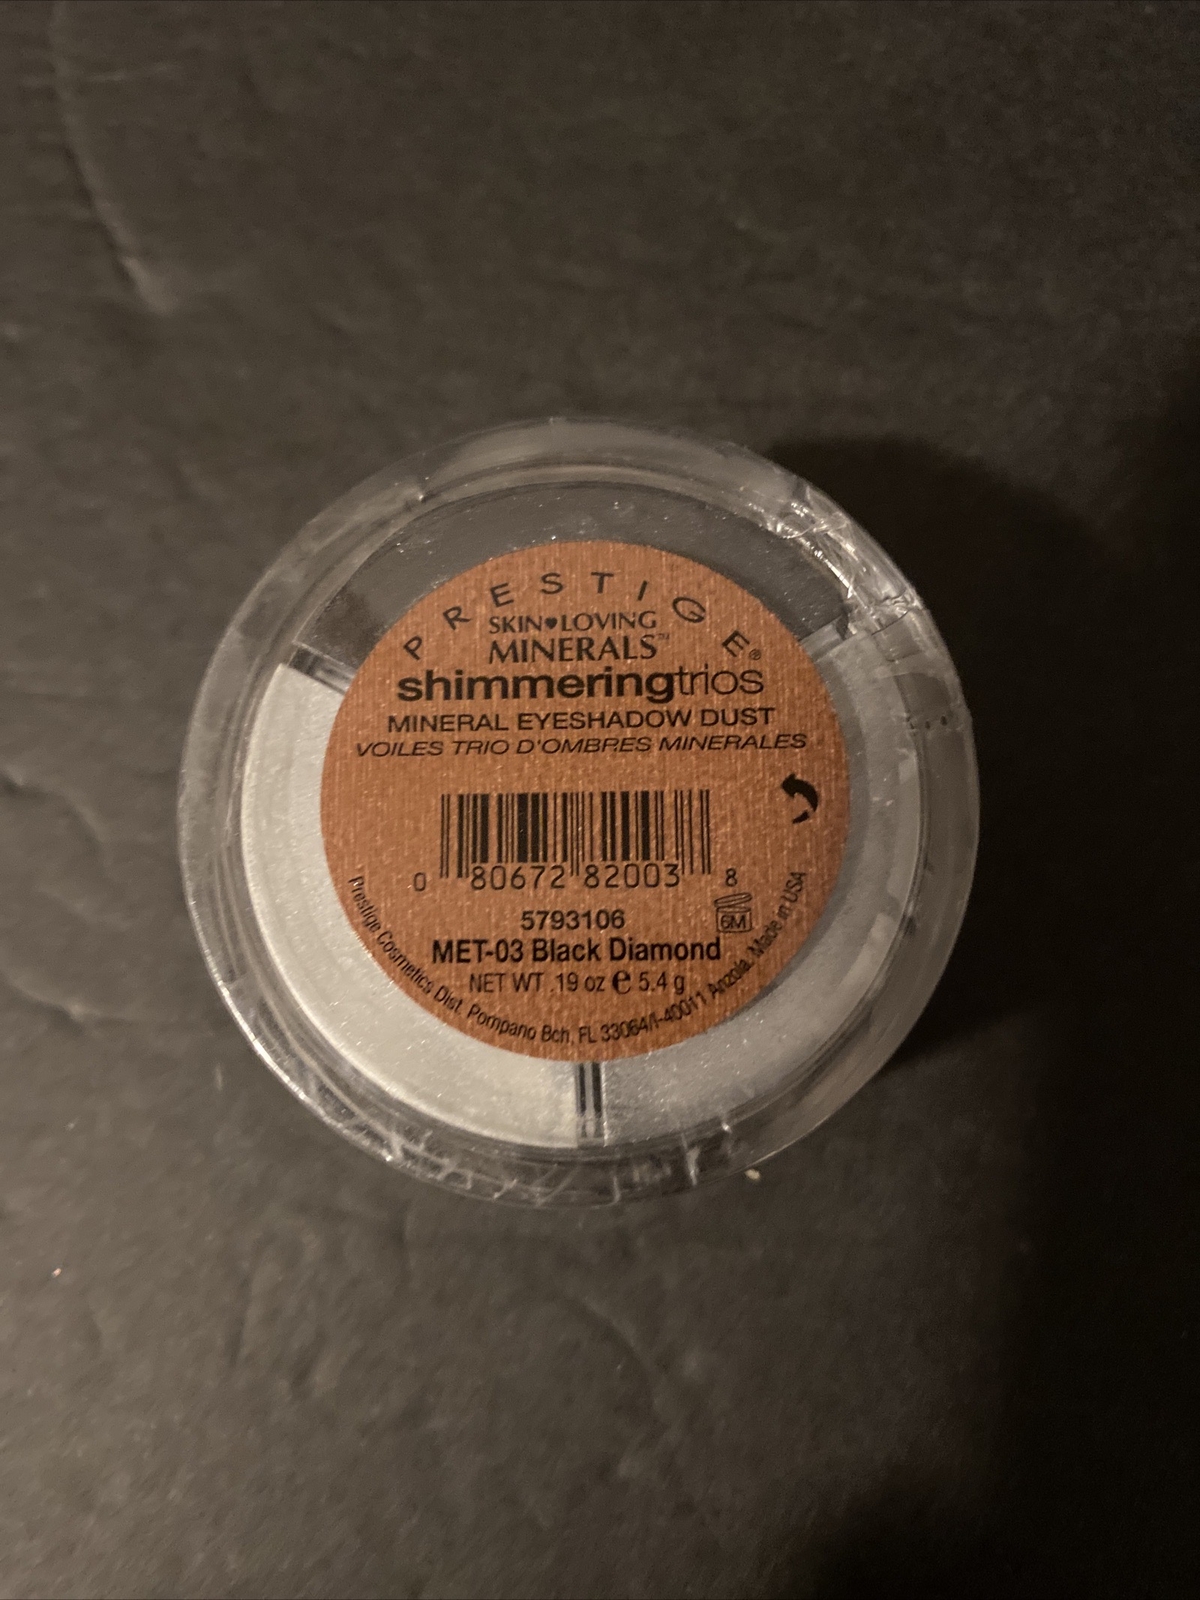 PRESTIGE®
SKIN♥LOVING
MINERALS™
shimmeringtrios
MINERAL EYESHADOW DUST
VOILES TRIO D'OMBRES MINERALES
0 80672 82003 8
5793106
6M
MET-03 Black Diamond
NET WT .19 oz ℮ 5.4 g
Prestige Cosmetics Dist. Pompano Bch, FL 33064/I-40011 Anzola. Made in USA